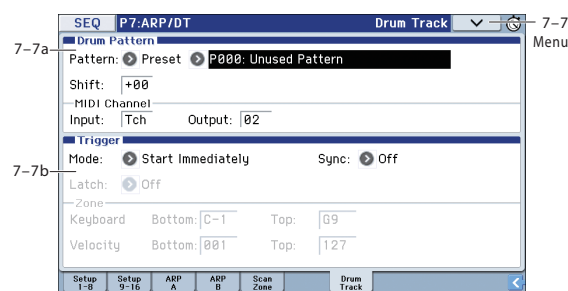 SEQ P7:ARP/DT Drum Track 7–7
Menu
7–7a
Drum Pattern
Pattern: Preset P000: Unused Pattern
Shift: +00
MIDI Channel
Input: Tch Output: 02
7–7b
Trigger
Mode: Start Immediately Sync: Off
Latch: Off
Zone
Keyboard Bottom: C-1 Top: G9
Velocity Bottom: 001 Top: 127
Setup 1-8 Setup 9-16 ARP A ARP B Scan Zone Drum Track